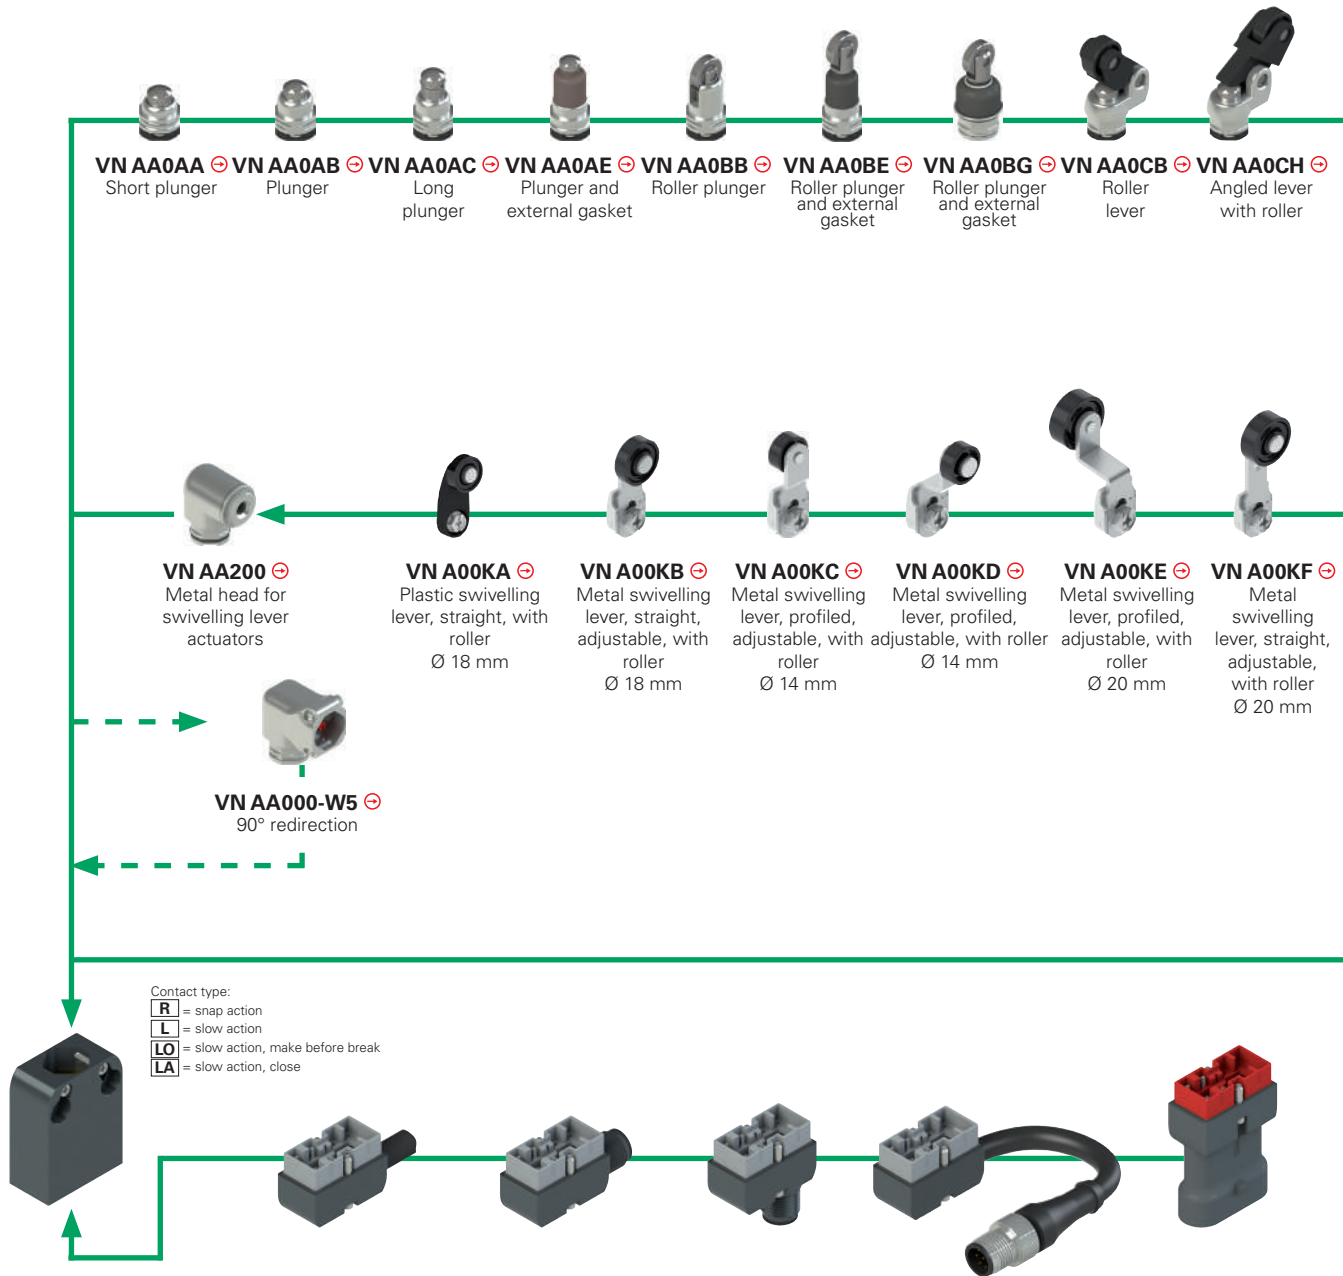 VN AA0AA VN AA0AB VN AA0AC VN AA0AE VN AA0BB VN AA0BE VN AA0BG VN AA0CB VN AA0CH
Short plunger
Plunger
Long
plunger
Plunger and
external gasket
Roller plunger
Roller plunger
and external
gasket
Roller plunger
and external
gasket
Roller
lever
Angled lever
with roller
VN AA200
Metal head for
swivelling lever
actuators
VN A00KA
Plastic swivelling
lever, straight, with
roller
Ø 18 mm
VN A00KB
Metal swivelling
lever, straight,
adjustable, with
roller
Ø 18 mm
VN A00KC
Metal swivelling
lever, profiled,
adjustable, with
roller
Ø 14 mm
VN A00KD
Metal swivelling
lever, profiled,
adjustable, with roller
Ø 14 mm
VN A00KE
Metal swivelling
lever, profiled,
adjustable, with
roller
Ø 20 mm
VN A00KF
Metal
swivelling
lever, straight,
adjustable,
with roller
Ø 20 mm
VN AA000-W5
90° redirection
Contact type:
R = snap action
L = slow action
LO = slow action, make before break
LA = slow action, close